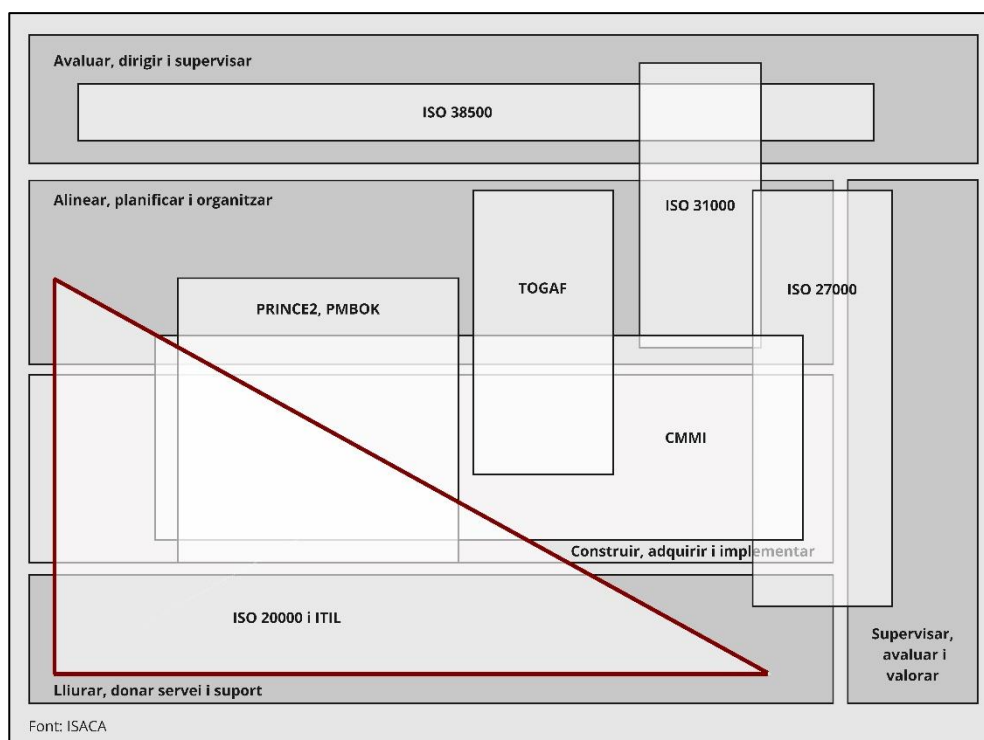 Avaluar, dirigir i supervisar
ISO 38500
Alinear, planificar i organitzar
ISO 31000
TOGAF
ISO 27000
PRINCE2, PMBOK
CMMI
Construir, adquirir i implementar
ISO 20000 i ITIL
Supervisar,
avaluar i
valorar
Lliurar, donar servei i suport
Font: ISACA